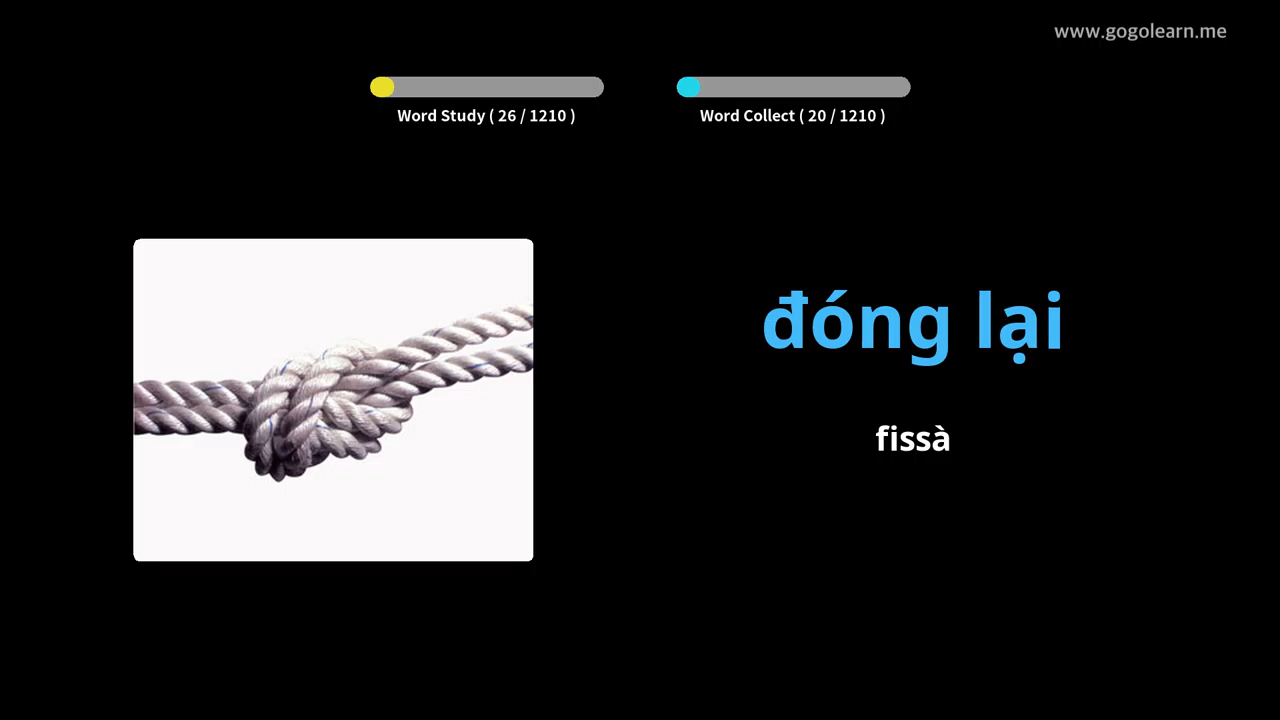 www.gogolearn.me
Word Study ( 26 / 1210 )
Word Collect ( 20 / 1210 )
đóng lại
fissà